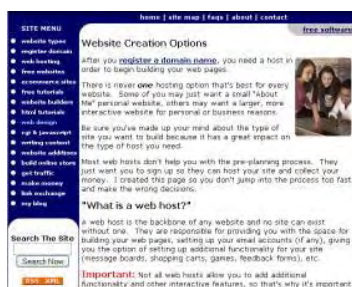 home | site map | faqs | about | contact
SITE MENU
free software
website types
register domain
web hosting
free websites
ecommerce sites
free tutorials
website builders
html tutorials
web design
cgi & javascript
writing content
website additions
build online store
get traffic
make money
link exchange
my blog
Search The Site
Search Now
RSS XML
Website Creation Options
After you register a domain name, you need a host in
order to begin building your web pages.
There is never one hosting option that's best for every
website. Some of you may just want a small "About
Me" personal website, others may want a larger, more
interactive website for personal or business reasons.
Be sure you've made up your mind about the type of
site you want to build because it has a great impact on
the type of host you need.
Most web hosts don't help you with the pre-planning process. They
just want you to sign up so they can host your site and collect your
money. I created this page so you don't jump into the process too fast
and make the wrong decisions.
"What is a web host?"
A web host is the backbone of any website and no site can exist
without one. They are responsible for providing you with the space for
building your web pages, setting up your email accounts (if any), giving
you the option of setting up additional functionality for your site
(message boards, shopping carts, games, feedback forms), etc.
Important: Not all web hosts allow you to add additional
functionality and other interactive features, so that's why it's important